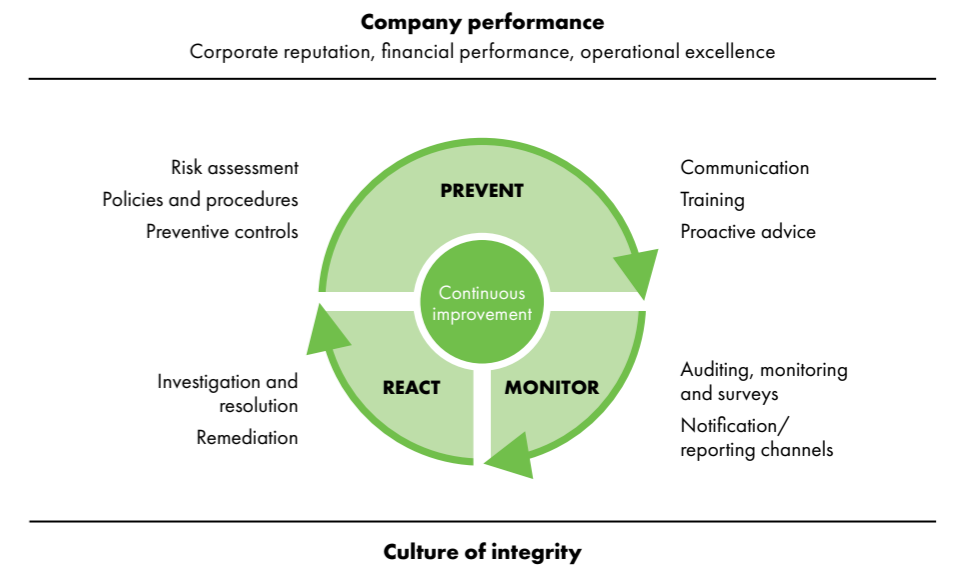 Company performance
Corporate reputation, financial performance, operational excellence
Risk assessment
Policies and procedures
Preventive controls
PREVENT
Communication
Training
Proactive advice
Continuous
improvement
Investigation and
resolution
Remediation
REACT
MONITOR
Auditing, monitoring
and surveys
Notification/
reporting channels
Culture of integrity